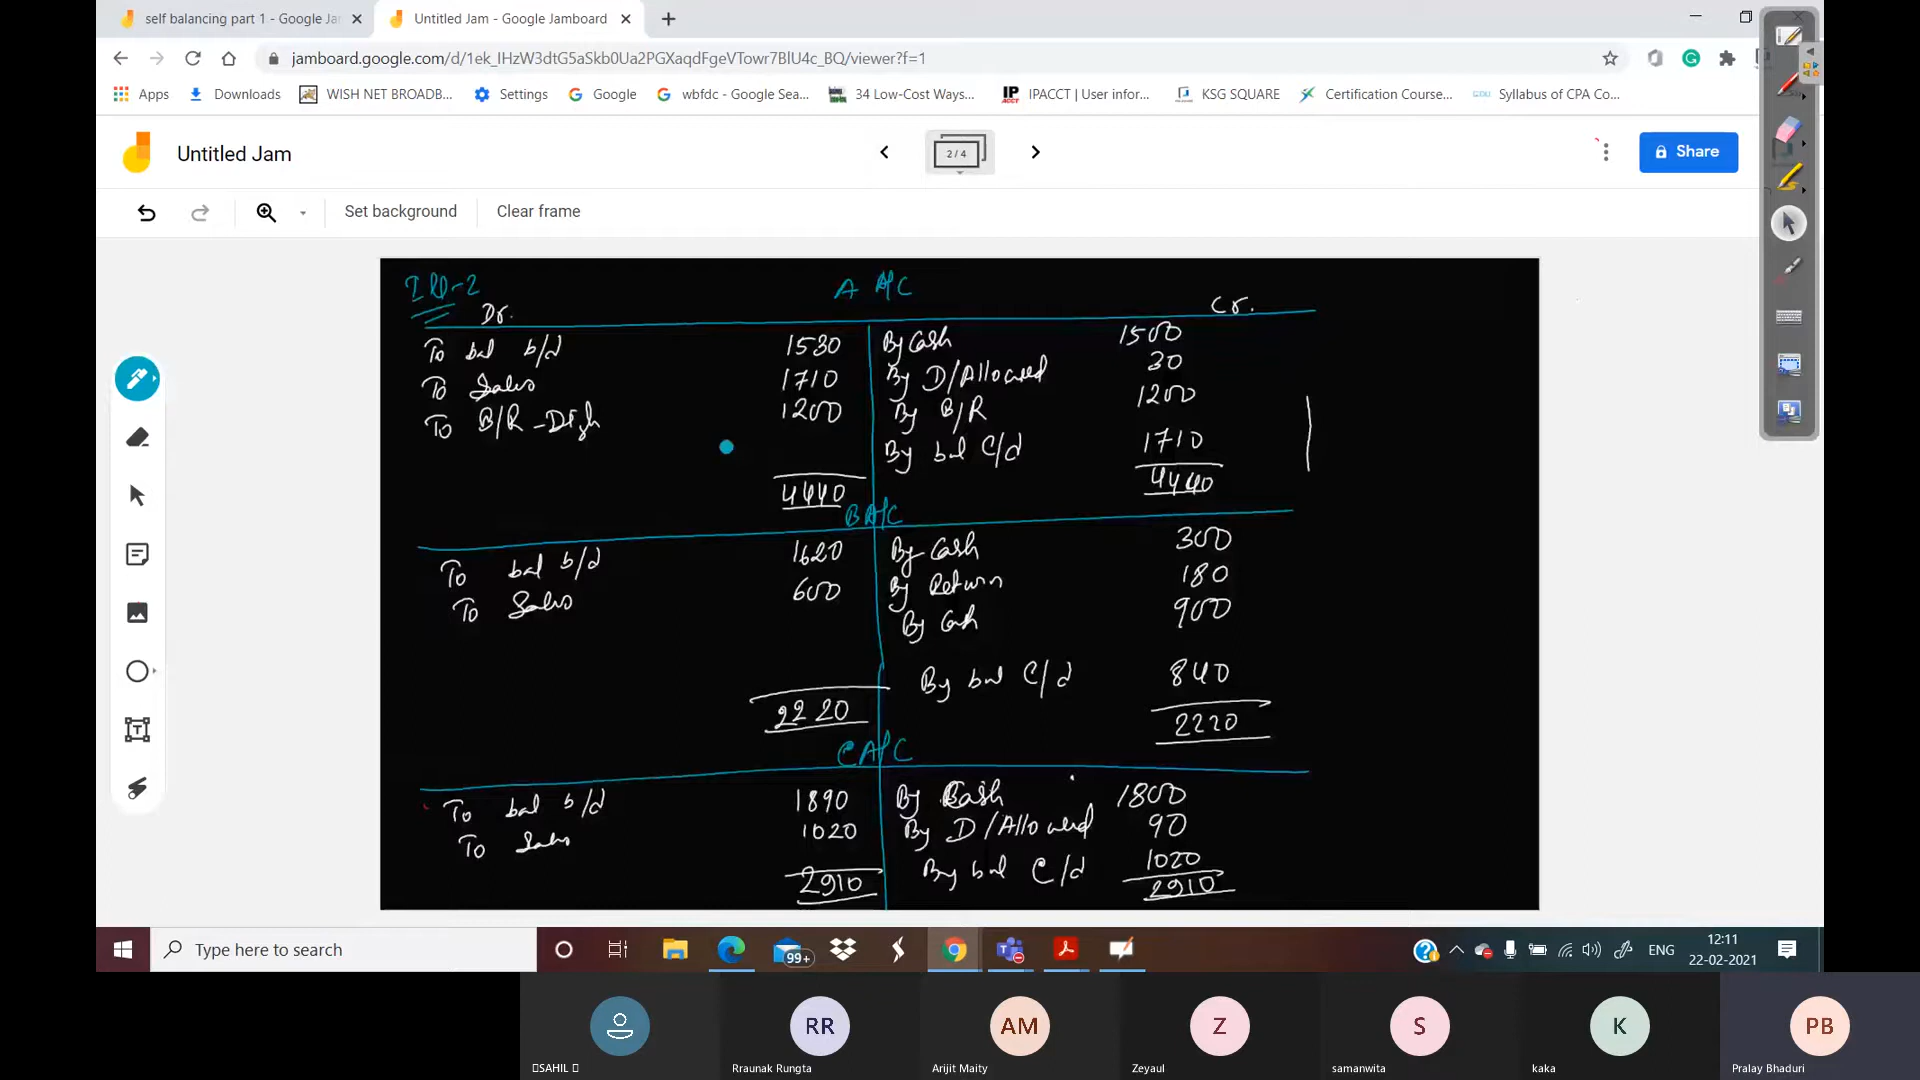 self balancing part 1 - Google Ja
Untitled Jam - Google Jamboard
jamboard.google.com/d/1ek_IHzW3dtG5aSkb0Ua2PGXaqdFgeVTowr7BlU4c_BQ/viewer?f=1
Apps
Downloads
WISH NET BROADB...
Settings
Google
wbfdc - Google Sea...
34 Low-Cost Ways...
IPACCT | User infor...
KSG SQUARE
Certification Course...
Syllabus of CPA Co...
Untitled Jam
2 / 4
Share
Set background
Clear frame
A A/C
Dr. Cr.
To bal b/d 1530 By Cash 1500
To Sales 1710 By D/Allowed 30
To B/R - Dish 1200 By B/R 1200
By bal C/d 1710
4440 4440
B A/C
To bal b/d 1620 By Cash 300
To Sales 600 By Return 180
By Cash 900
By bal C/d 840
2220 2220
C A/C
To bal b/d 1890 By Cash 1800
To Sales 1020 By D/Allowed 90
By bal C/d 1020
2910 2910
Type here to search
99+
ENG
12:11
22-02-2021
RR
AM
Z
S
K
PB
SAHIL
Rraunak Rungta
Arijit Maity
Zeyaul
samanwita
kaka
Pralay Bhaduri